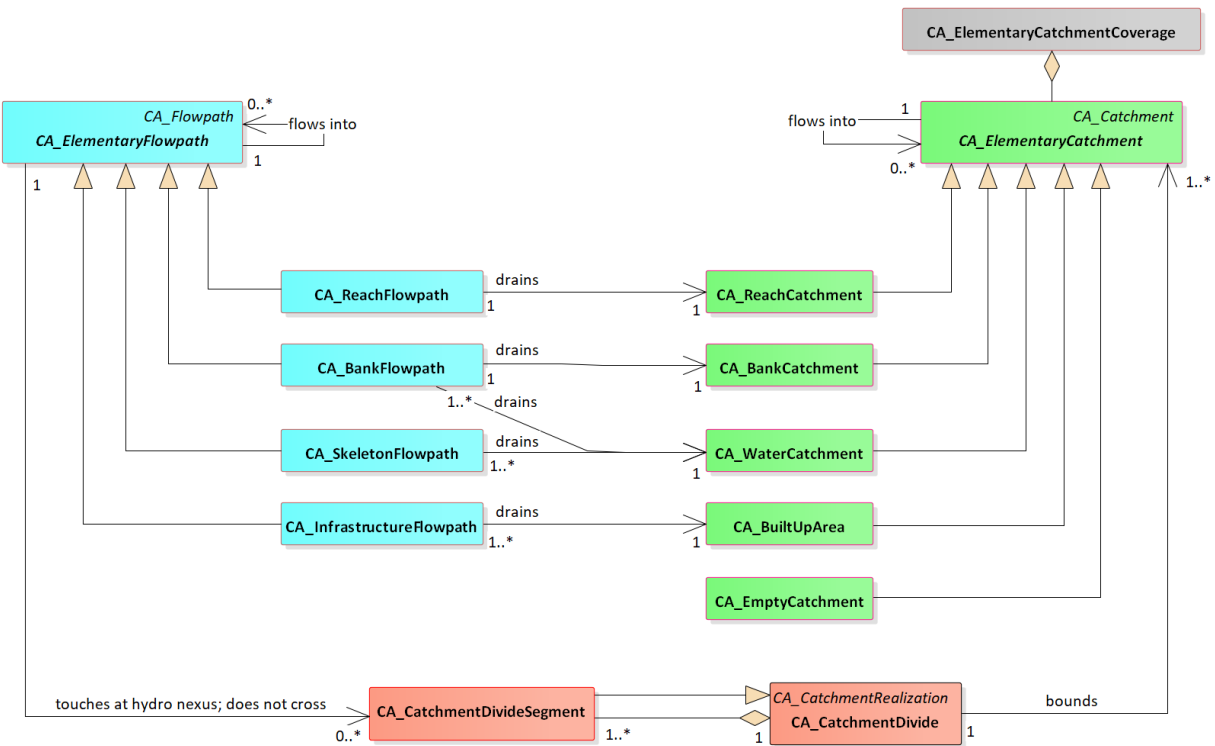 CA_ElementaryCatchmentCoverage
CA_Flowpath
CA_ElementaryFlowpath
0..*
flows into
1
1
CA_Catchment
CA_ElementaryCatchment
1
flows into
0..*
1..*
CA_ReachFlowpath
drains
1
1
CA_ReachCatchment
CA_BankFlowpath
drains
1
1
CA_BankCatchment
1..*
drains
CA_SkeletonFlowpath
drains
1..*
1
CA_WaterCatchment
CA_InfrastructureFlowpath
drains
1..*
1
CA_BuiltUpArea
CA_EmptyCatchment
touches at hydro nexus; does not cross
0..*
CA_CatchmentDivideSegment
1..*
1
CA_CatchmentRealization
CA_CatchmentDivide
1
bounds